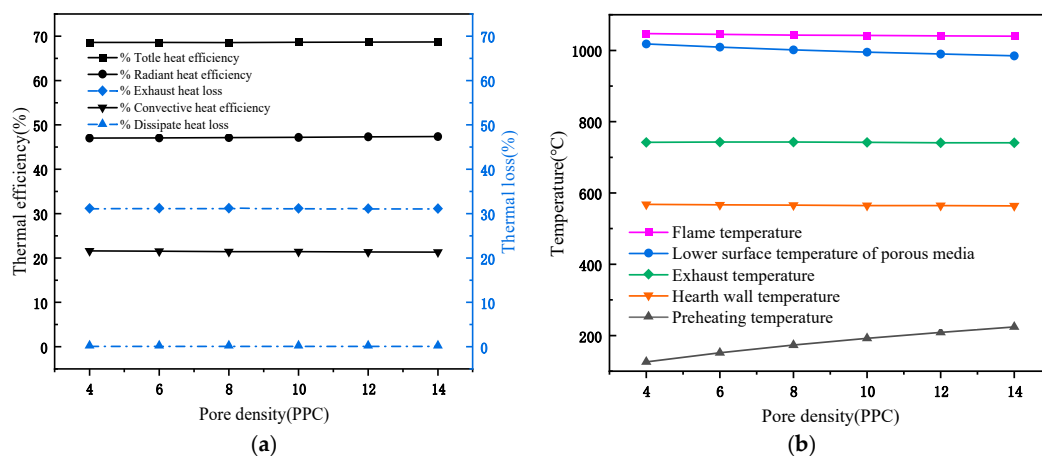 70
60
50
40
30
20
10
0
Thermal efficiency(%)
% Totle heat efficiency
% Radiant heat efficiency
% Exhaust heat loss
% Convective heat efficiency
% Dissipate heat loss
70
60
50
40
30
20
10
0
Thermal loss(%)
4 6 8 10 12 14
Pore density(PPC)
(a)
1000
800
600
400
200
Temperature(°C)
Flame temperature
Lower surface temperature of porous media
Exhaust temperature
Hearth wall temperature
Preheating temperature
4 6 8 10 12 14
Pore density(PPC)
(b)